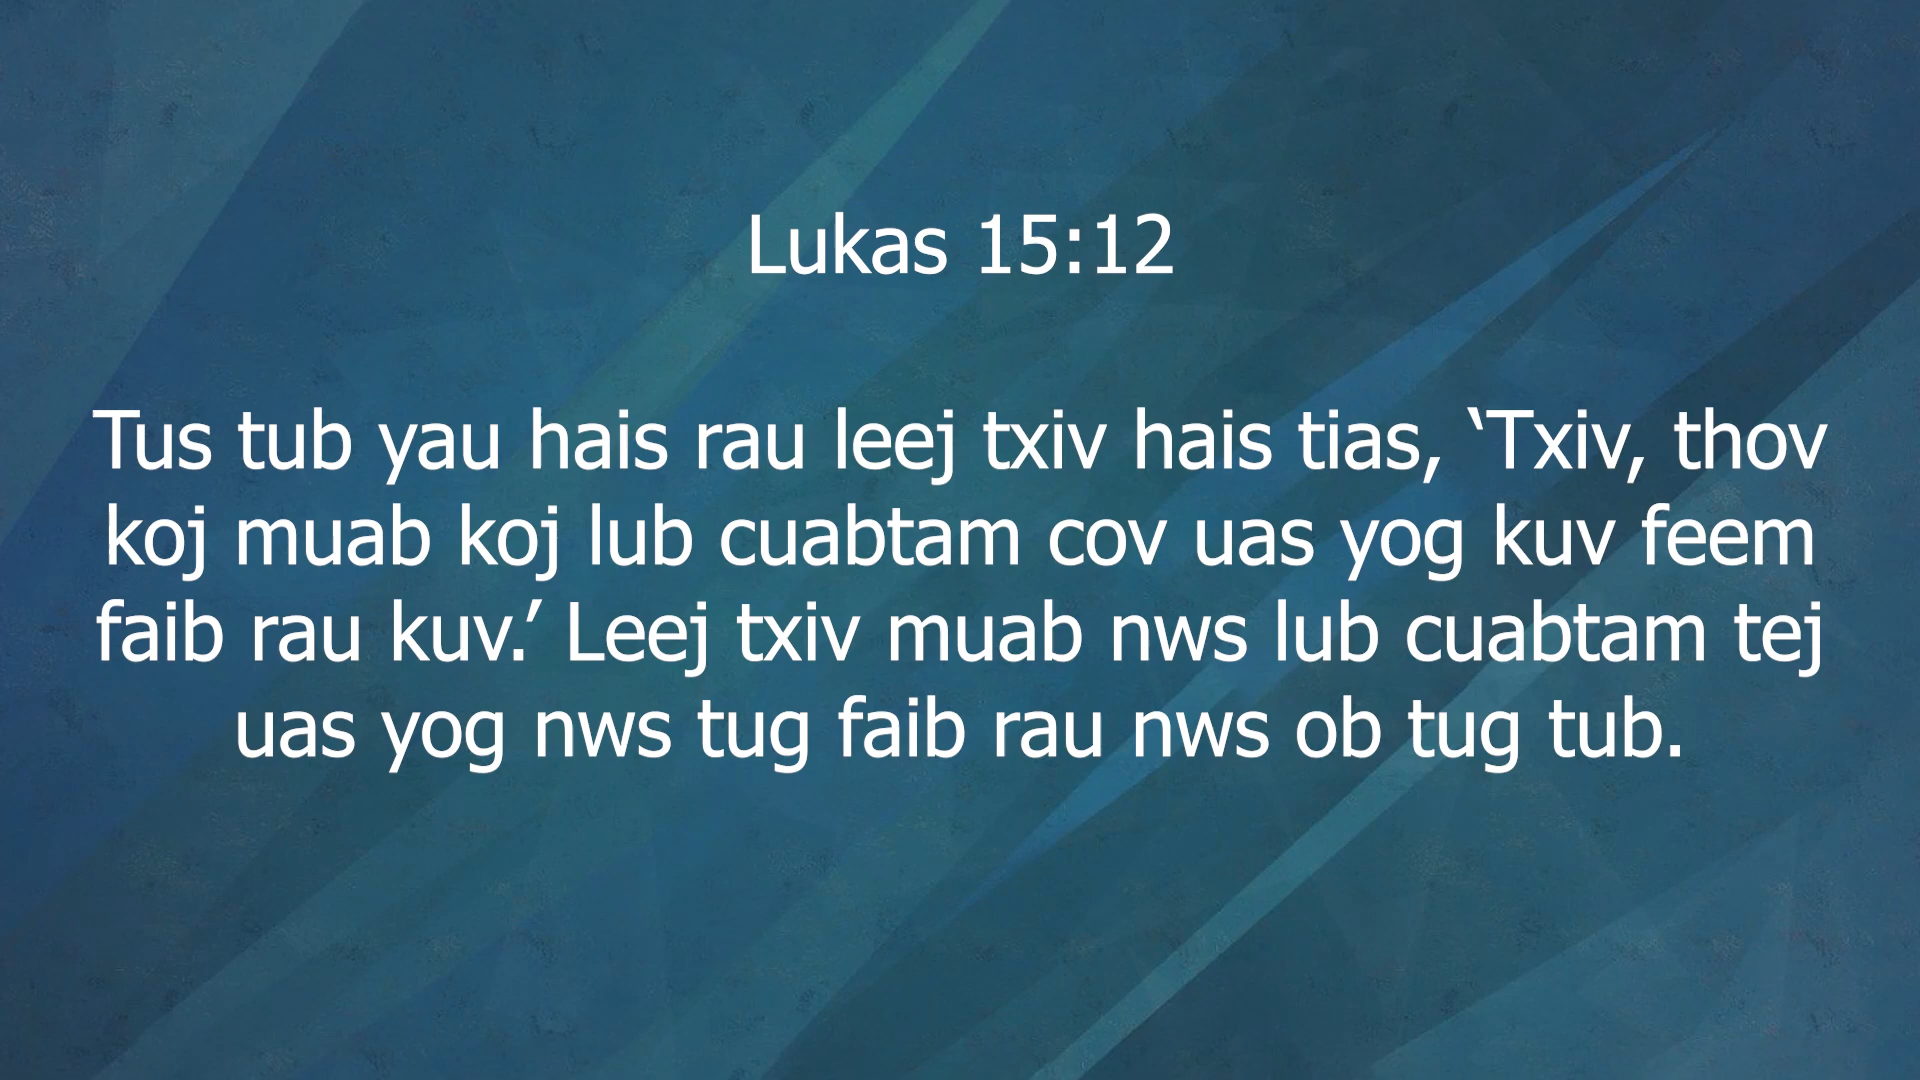 Lukas 15:12
Tus tub yau hais rau leej txiv hais tias, ‘Txiv, thov
koj muab koj lub cuabtam cov uas yog kuv feem
faib rau kuv.’ Leej txiv muab nws lub cuabtam tej
uas yog nws tug faib rau nws ob tug tub.